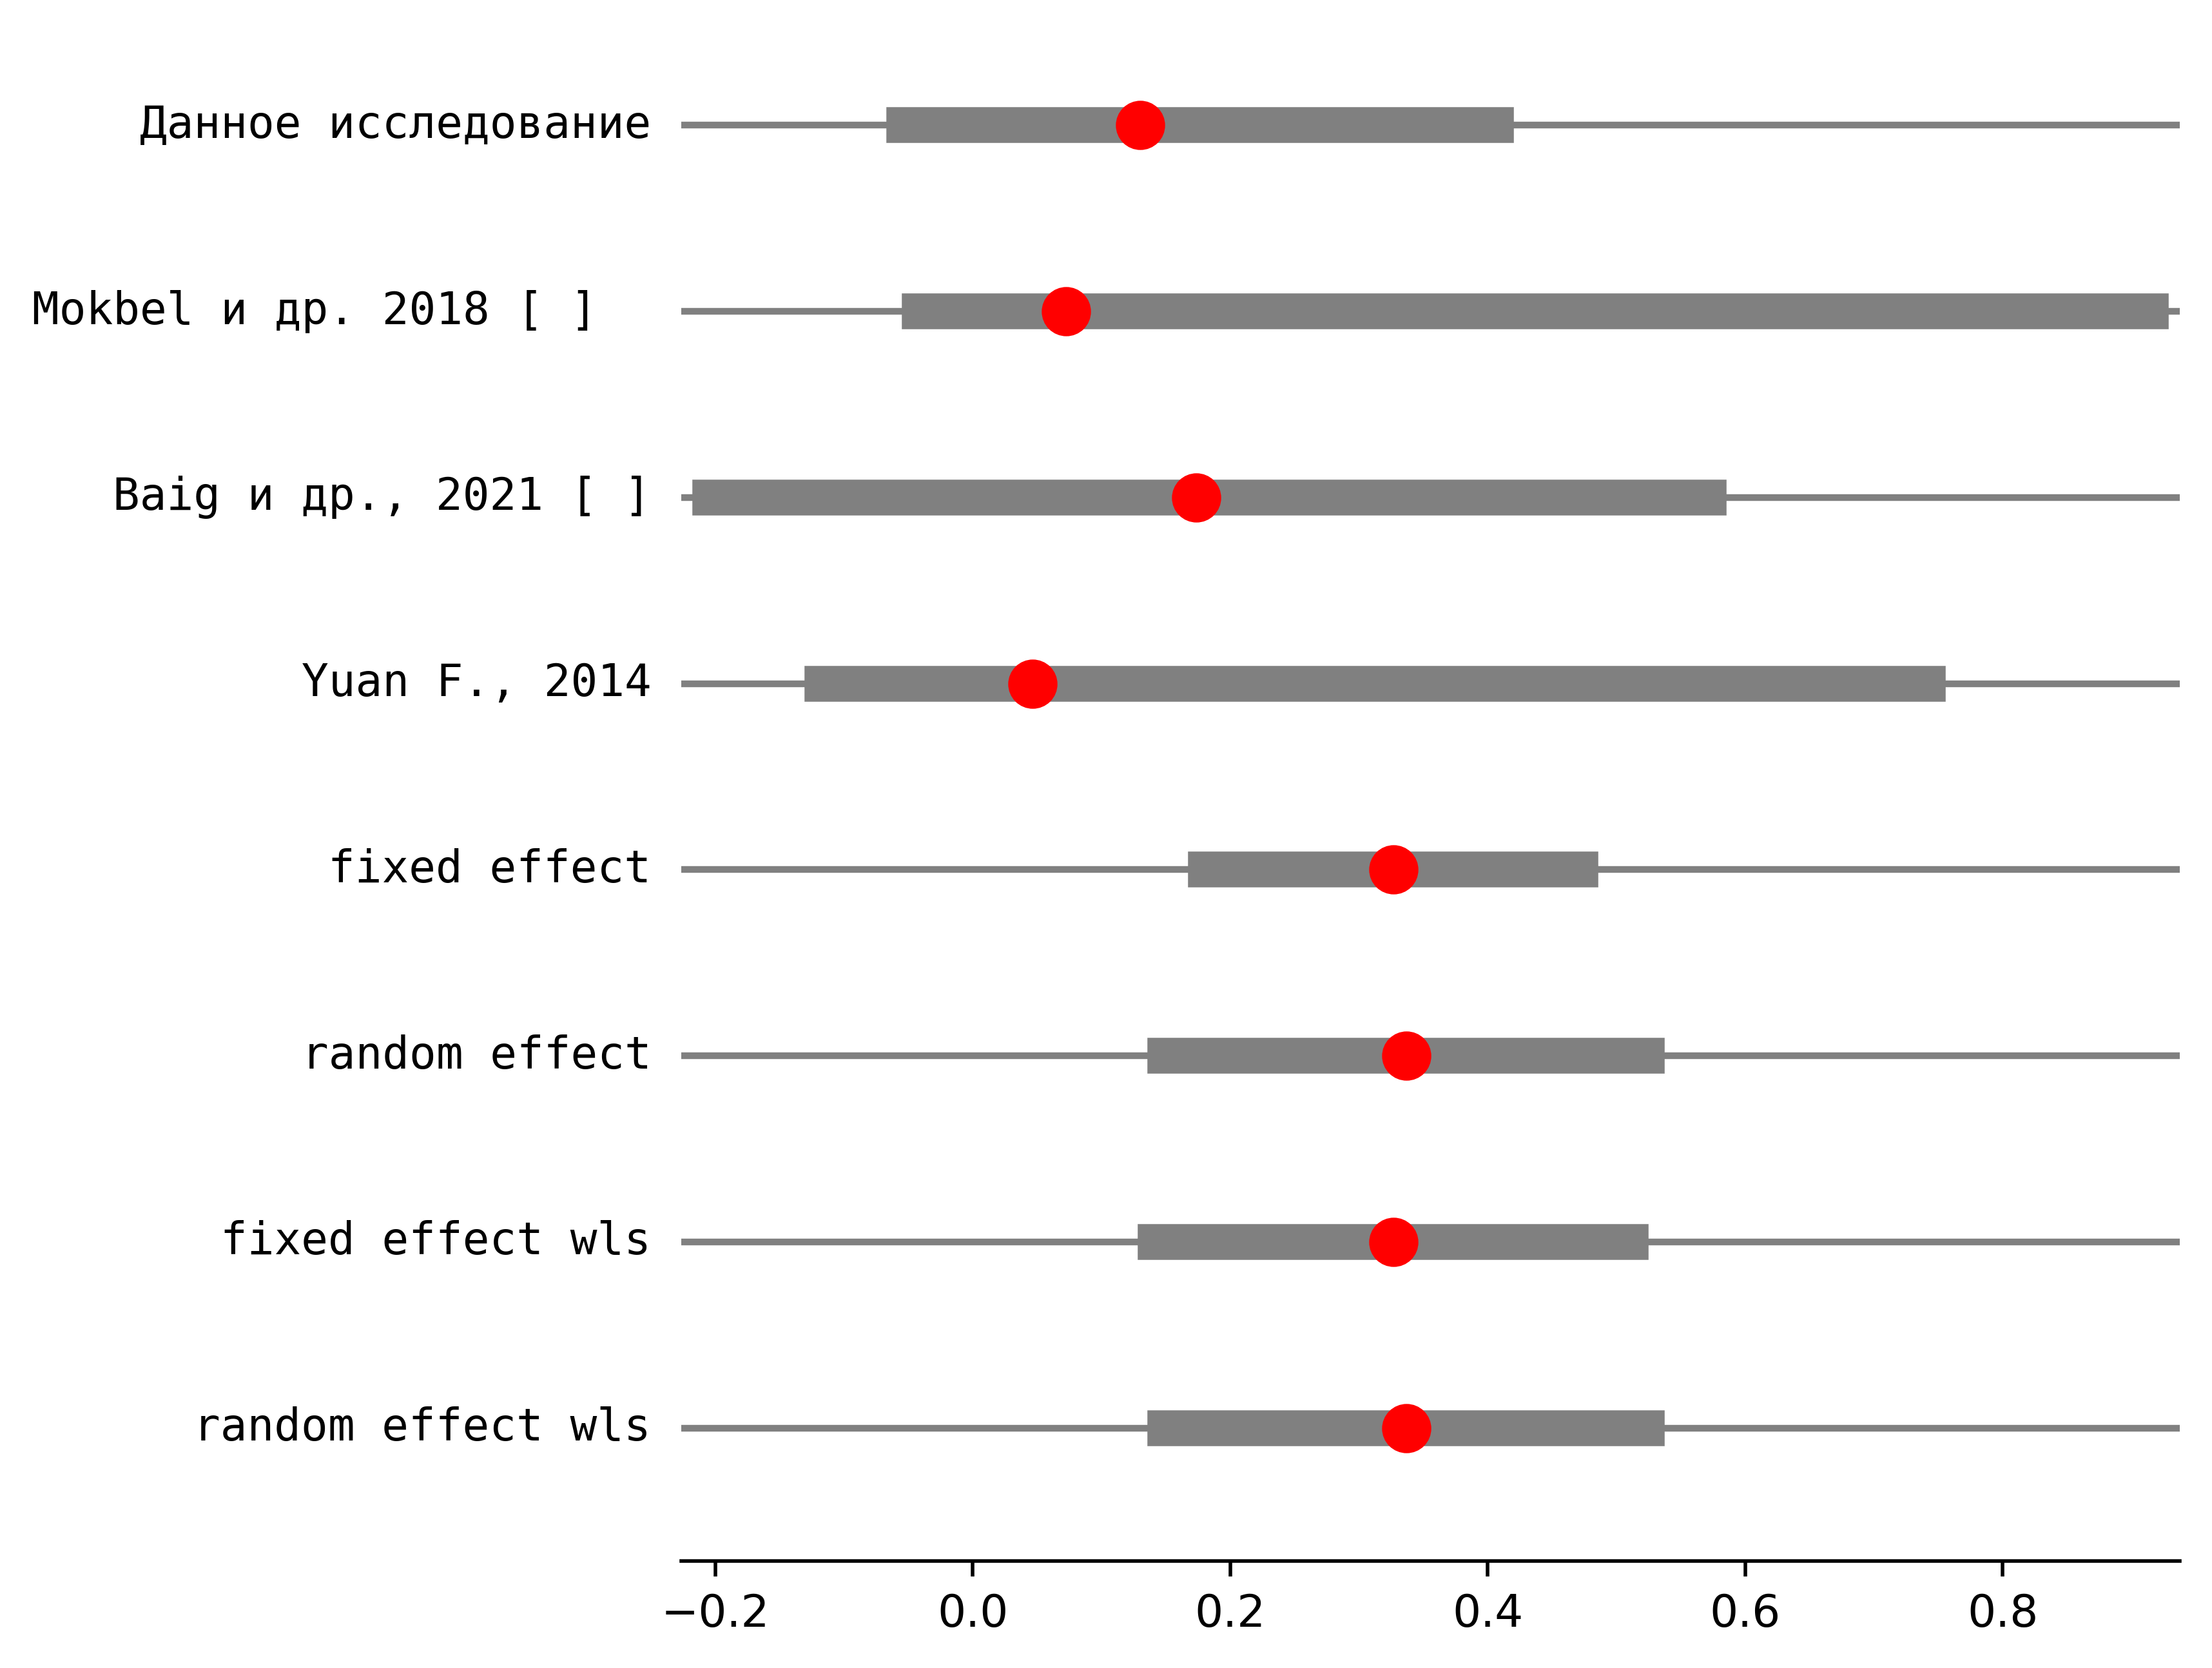 Данное исследование
Mokbel и др. 2018 [ ]
Baig и др., 2021 [ ]
Yuan F., 2014
fixed effect
random effect
fixed effect wls
random effect wls
−0.2 0.0 0.2 0.4 0.6 0.8